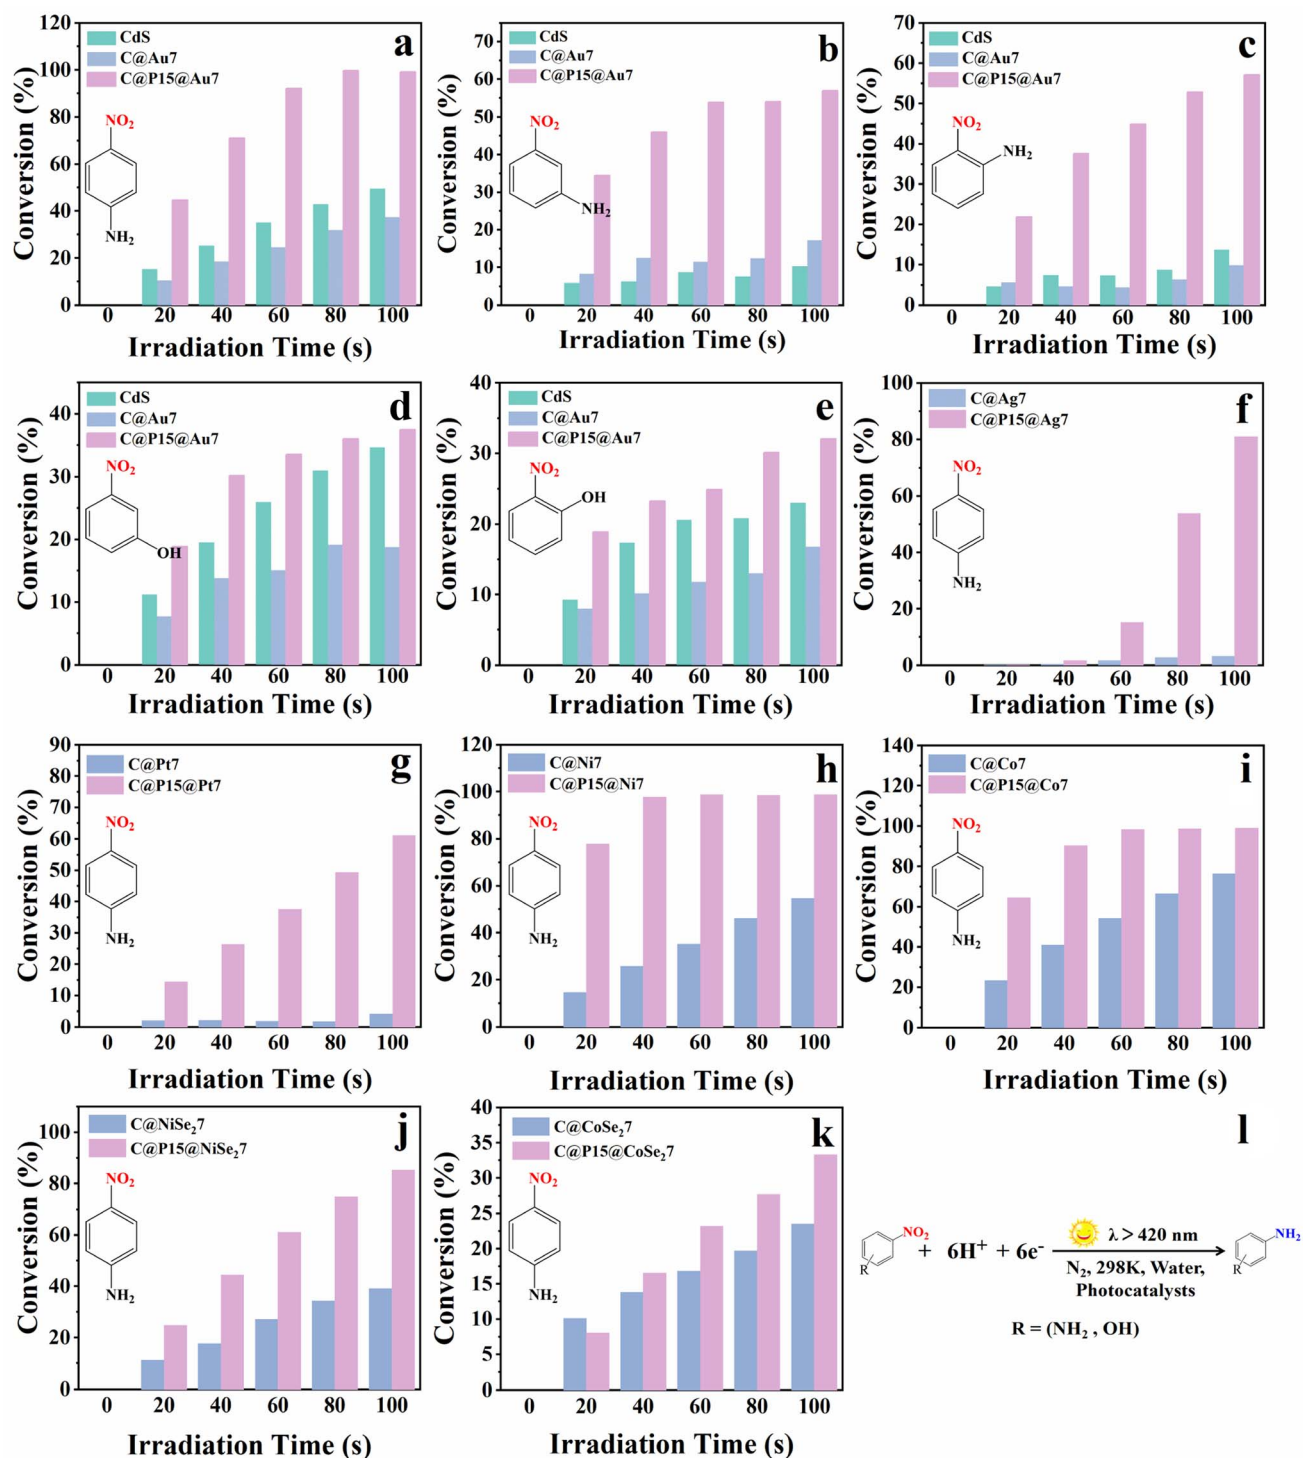 a
120
100
80
60
40
20
0
Conversion (%)
CdS
C@Au7
C@P15@Au7
NO2
NH2
0 20 40 60 80 100
Irradiation Time (s)
b
70
60
50
40
30
20
10
0
Conversion (%)
CdS
C@Au7
C@P15@Au7
NO2
NH2
0 20 40 60 80 100
Irradiation Time (s)
c
70
60
50
40
30
20
10
0
Conversion (%)
CdS
C@Au7
C@P15@Au7
NO2
NH2
0 20 40 60 80 100
Irradiation Time (s)
d
40
30
20
10
0
Conversion (%)
CdS
C@Au7
C@P15@Au7
NO2
OH
0 20 40 60 80 100
Irradiation Time (s)
e
40
30
20
10
0
Conversion (%)
CdS
C@Au7
C@P15@Au7
NO2
OH
0 20 40 60 80 100
Irradiation Time (s)
f
100
80
60
40
20
0
Conversion (%)
C@Ag7
C@P15@Ag7
NO2
NH2
0 20 40 60 80 100
Irradiation Time (s)
g
90
80
70
60
50
40
30
20
10
0
Conversion (%)
C@Pt7
C@P15@Pt7
NO2
NH2
0 20 40 60 80 100
Irradiation Time (s)
h
120
100
80
60
40
20
0
Conversion (%)
C@Ni7
C@P15@Ni7
NO2
NH2
0 20 40 60 80 100
Irradiation Time (s)
i
140
120
100
80
60
40
20
0
Conversion (%)
C@Co7
C@P15@Co7
NO2
NH2
0 20 40 60 80 100
Irradiation Time (s)
j
100
80
60
40
20
0
Conversion (%)
C@NiSe27
C@P15@NiSe27
NO2
NH2
0 20 40 60 80 100
Irradiation Time (s)
k
40
35
30
25
20
15
10
5
0
Conversion (%)
C@CoSe27
C@P15@CoSe27
NO2
NH2
0 20 40 60 80 100
Irradiation Time (s)
l
NO2
R
+ 6H+ + 6e-
λ > 420 nm
N2, 298K, Water,
Photocatalysts
NH2
R
R = (NH2 , OH)